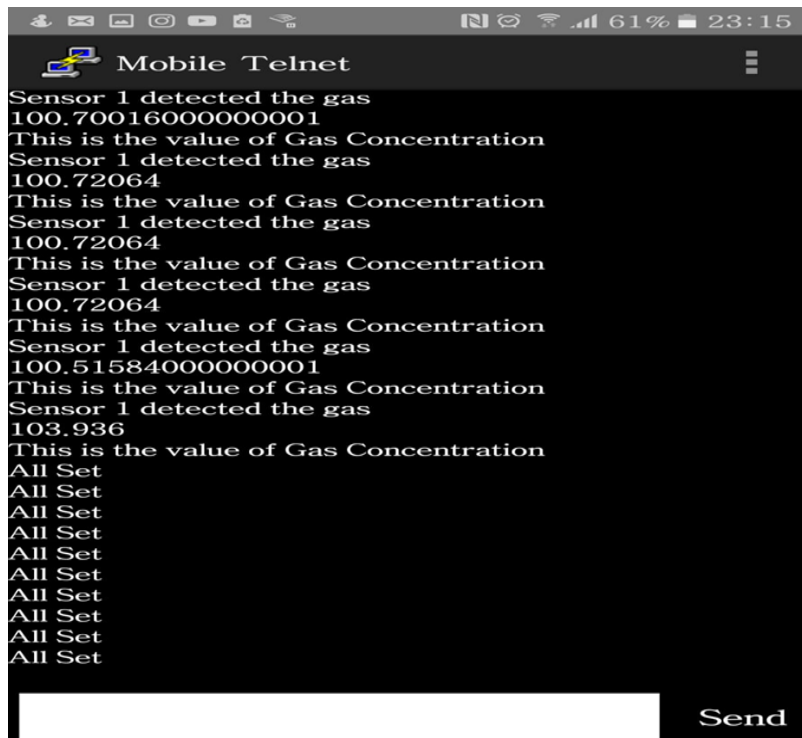 61% 23:15
Mobile Telnet
Sensor 1 detected the gas
100.70016000000001
This is the value of Gas Concentration
Sensor 1 detected the gas
100.72064
This is the value of Gas Concentration
Sensor 1 detected the gas
100.72064
This is the value of Gas Concentration
Sensor 1 detected the gas
100.72064
This is the value of Gas Concentration
Sensor 1 detected the gas
100.51584000000001
This is the value of Gas Concentration
Sensor 1 detected the gas
103.936
This is the value of Gas Concentration
All Set
All Set
All Set
All Set
All Set
All Set
All Set
All Set
All Set
All Set
Send